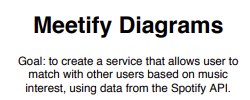 Meetify Diagrams
Goal: to create a service that allows user to
match with other users based on music
interest, using data from the Spotify API.